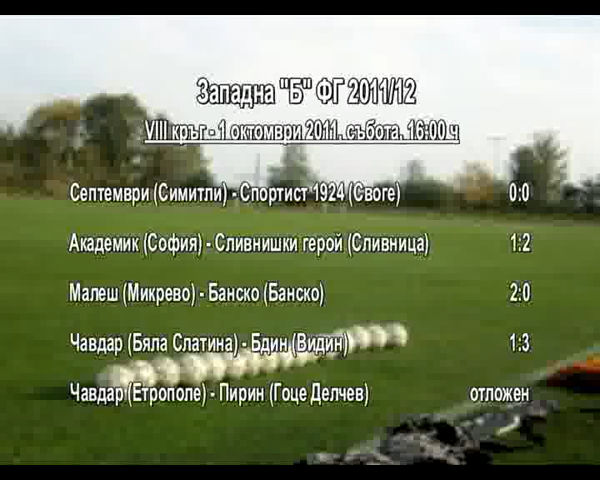 Западна "Б" ФГ 2011/12
VIII кръг - 1 октомври 2011, събота, 16:00 ч
Септември (Симитли) - Спортист 1924 (Своге) 0:0
Академик (София) - Сливнишки герой (Сливница) 1:2
Малеш (Микрево) - Банско (Банско) 2:0
Чавдар (Бяла Слатина) - Бдин (Видин) 1:3
Чавдар (Етрополе) - Пирин (Гоце Делчев) отложен